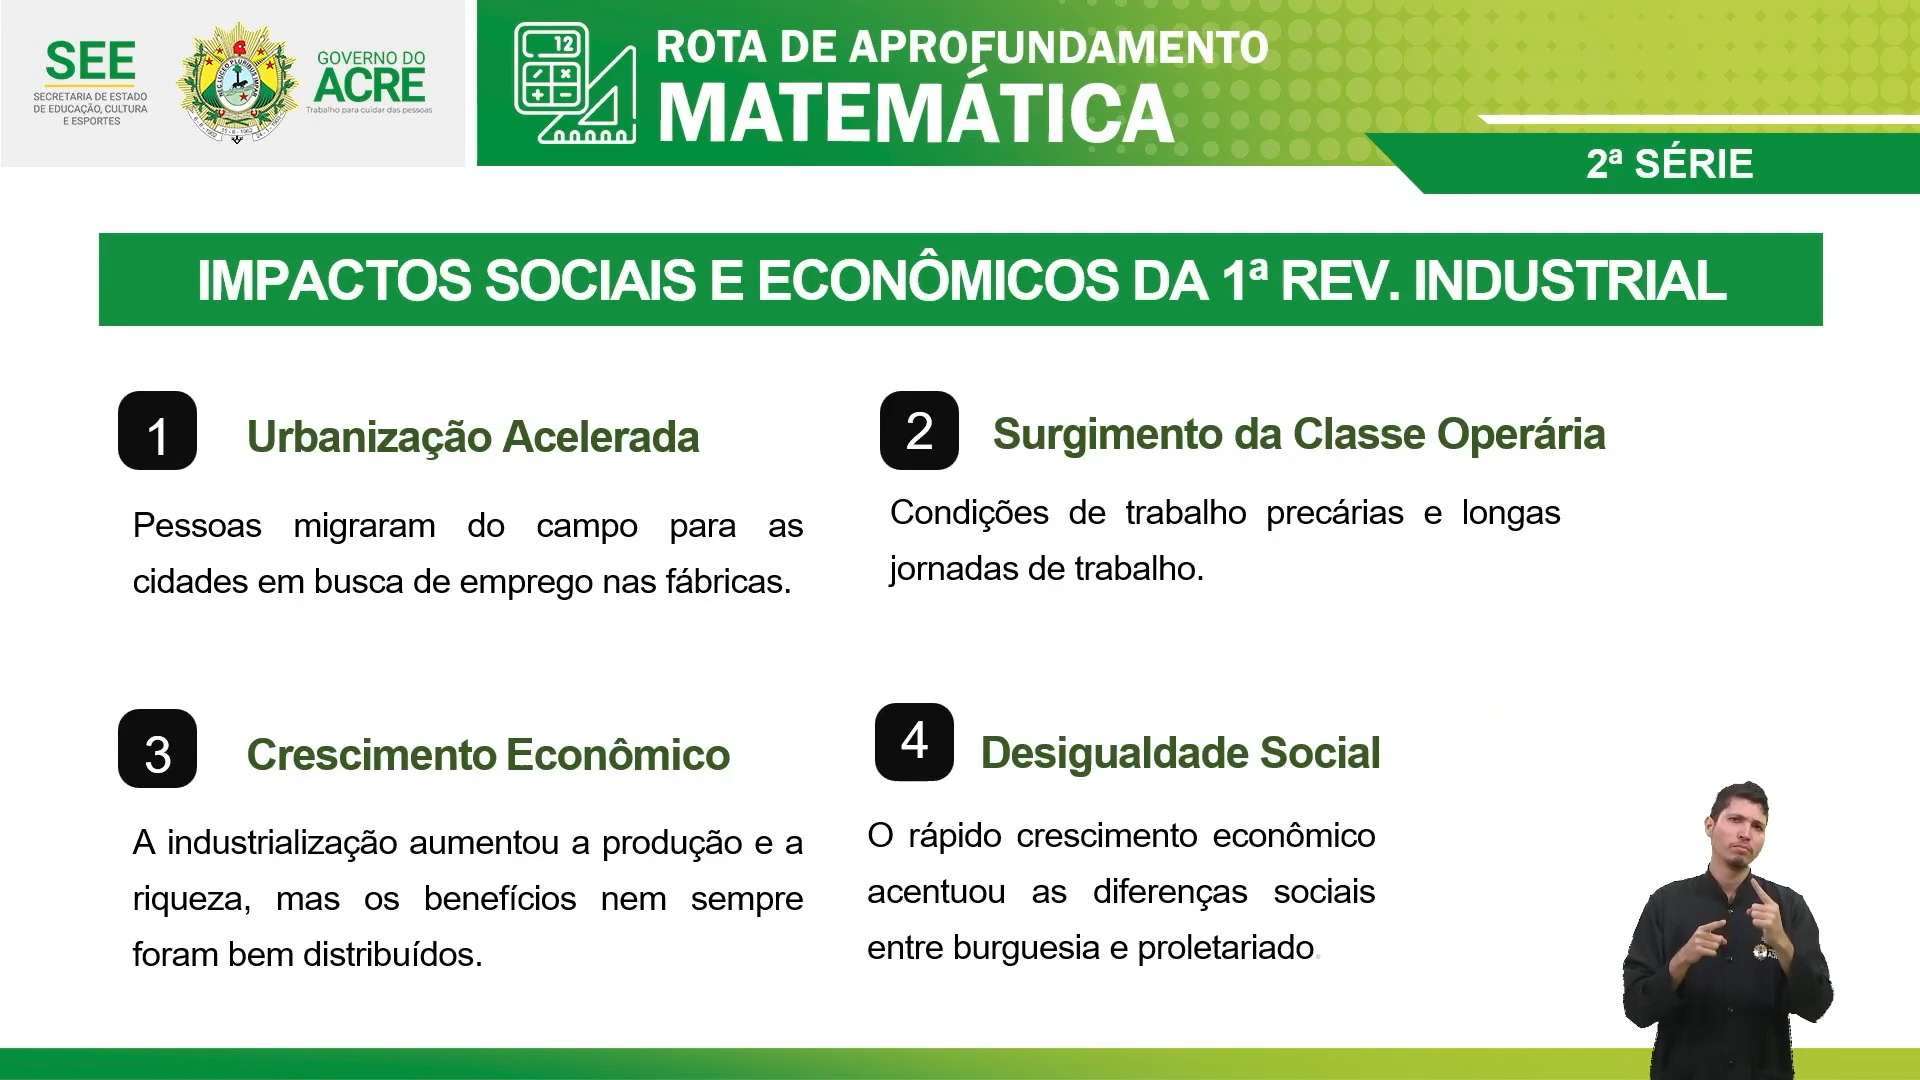 SEE
SECRETARIA DE ESTADO
DE EDUCAÇÃO, CULTURA
E ESPORTES
GOVERNO DO
ACRE
Trabalho para cuidar das pessoas
12
ROTA DE APROFUNDAMENTO
MATEMÁTICA
2ª SÉRIE
IMPACTOS SOCIAIS E ECONÔMICOS DA 1ª REV. INDUSTRIAL
1
Urbanização Acelerada
Pessoas migraram do campo para as
cidades em busca de emprego nas fábricas.
2
Surgimento da Classe Operária
Condições de trabalho precárias e longas
jornadas de trabalho.
3
Crescimento Econômico
A industrialização aumentou a produção e a
riqueza, mas os benefícios nem sempre
foram bem distribuídos.
4
Desigualdade Social
O rápido crescimento econômico
acentuou as diferenças sociais
entre burguesia e proletariado.